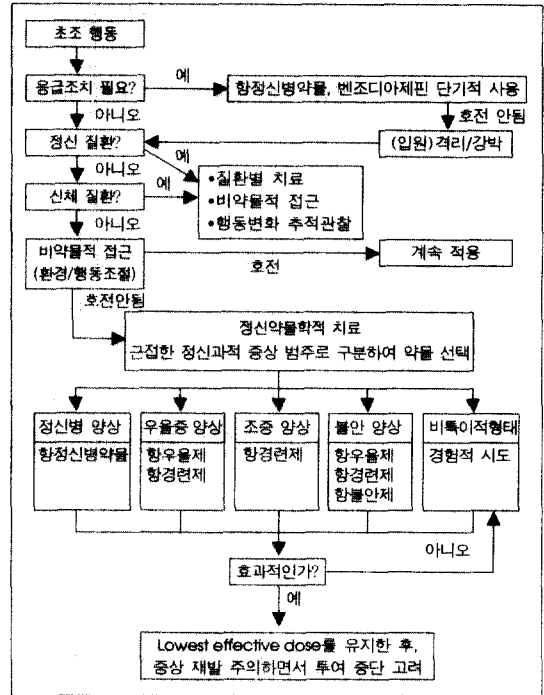 초조 행동
응급조치 필요?
예
항정신병약물, 벤조디아제핀 단기적 사용
아니오
호전 안됨
정신 질환?
(입원)격리/강박
아니오
예
신체 질환?
예
•질환별 치료
•비약물적 접근
•행동변화 추적관찰
아니오
비약물적 접근
(환경/행동조절)
호전
계속 적용
호전안됨
정신약물학적 치료
근접한 정신과적 증상 범주로 구분하여 약물 선택
정신병 양상
항정신병약물
우울증 양상
항우울제
항경련제
조증 양상
항경련제
불안 양상
항우울제
항경련제
항불안제
비특이적형태
경험적 시도
아니오
효과적인가?
예
Lowest effective dose를 유지한 후,
증상 재발 주의하면서 투여 중단 고려